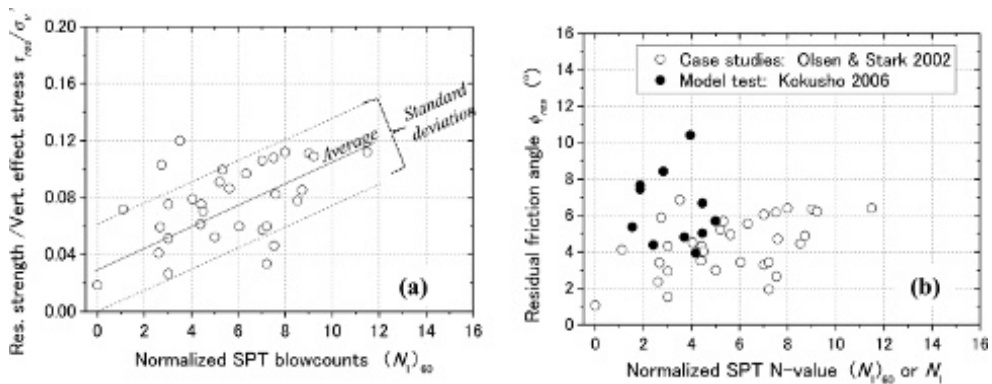 Res. strength /Vert. effect. stress τres/σv'
0.20
0.16
0.12
0.08
0.04
0.00
Average
Standard
deviation
(a)
0 2 4 6 8 10 12 14 16
Normalized SPT blowcounts (N1)60
Residual friction angle ϕres (°)
16
14
12
10
8
6
4
2
0
Case studies: Olsen & Stark 2002
Model test: Kokusho 2006
(b)
0 2 4 6 8 10 12 14 16
Normalized SPT N-value (N1)60 or N1